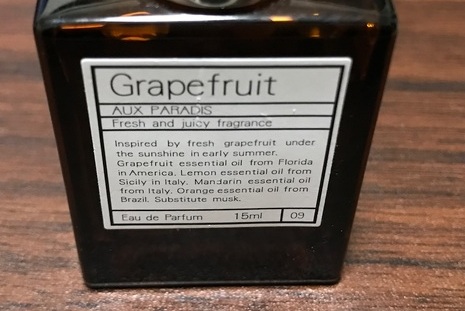 Grapefruit
AUX PARADIS
Fresh and juicy fragrance
Inspired by fresh grapefruit under
the sunshine in early summer.
Grapefruit essential oil from Florida
in America, Lemon essential oil from
Sicily in Italy, Mandarin essential oil
from Italy, Orange essential oil from
Brazil. Substitute musk.
Eau de Parfum 15ml 09